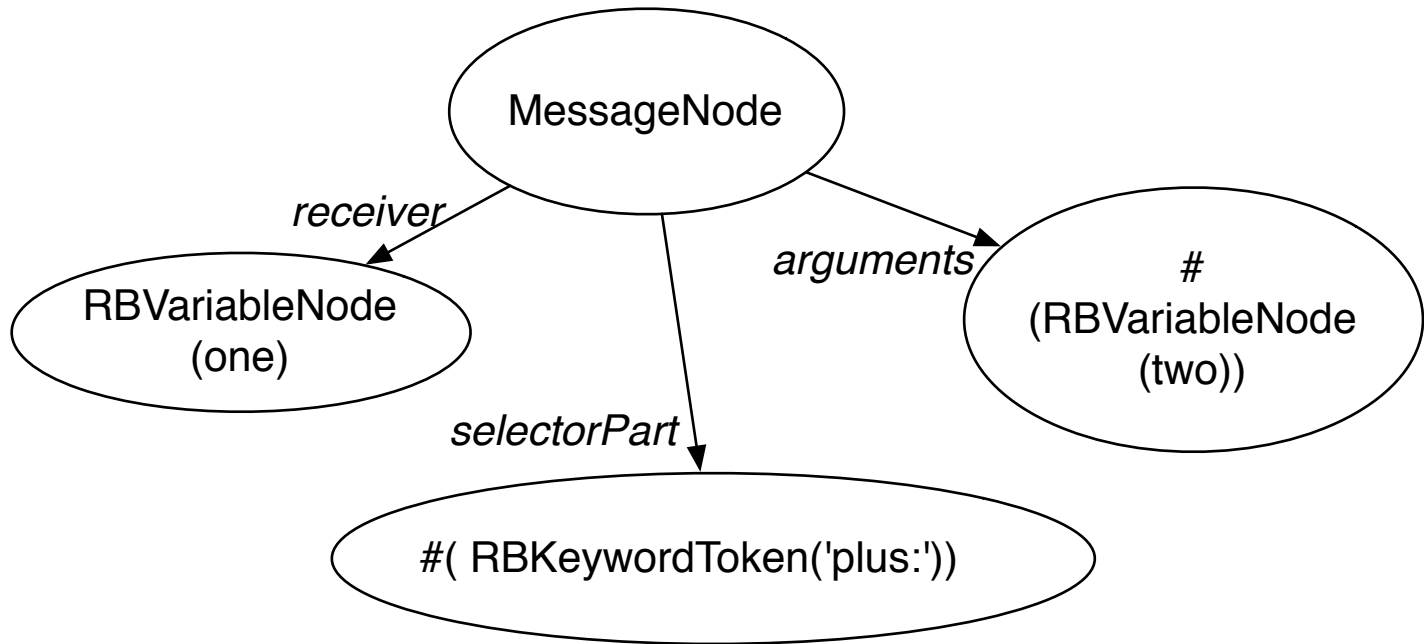 MessageNode
receiver
arguments
RBVariableNode
(one)
#
(RBVariableNode
(two))
selectorPart
#( RBKeywordToken('plus:'))